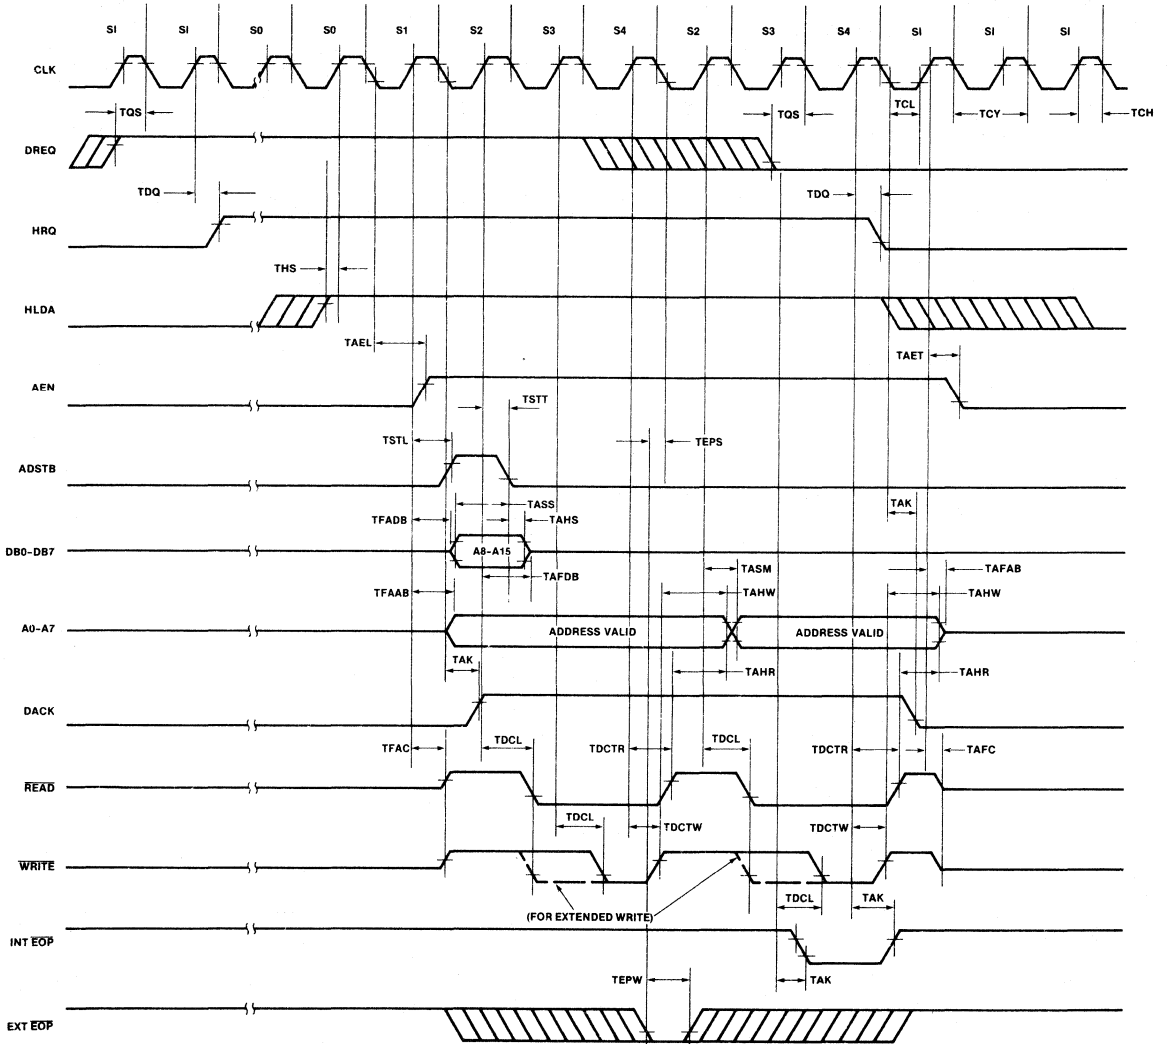 SI SI S0 S0 S1 S2 S3 S4 S2 S3 S4 SI SI SI
CLK
TQS TQS TCL TCY TCH
DREQ
TDQ TDQ
HRQ
THS
HLDA
TAEL TAET
AEN
TSTT
TSTL TEPS
ADSTB
TASS TAK
TFADB TAHS
DB0-DB7 A8-A15
TAFDB TASM TAFAB
TFAAB TAHW TAHW
A0-A7 ADDRESS VALID ADDRESS VALID
TAK TAHR TAHR
DACK
TFAC TDCL TDCTR TDCL TDCTR TAFC
READ
TDCL TDCTW TDCTW
WRITE
TDCL TAK
(FOR EXTENDED WRITE)
INT EOP
TEPW TAK
EXT EOP